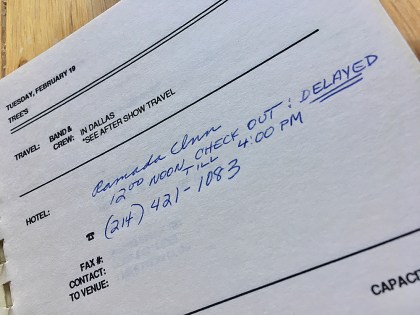 TUESDAY, FEBRUARY 19
TREE'S
TRAVEL: BAND & CREW: IN DALLAS
*SEE AFTER SHOW TRAVEL
HOTEL: Ramada Inn
1200 NOON CHECK OUT: DELAYED
TILL 4:00 PM
☎ (214) 421-1083
FAX #:
CONTACT:
TO VENUE:
CAPAC